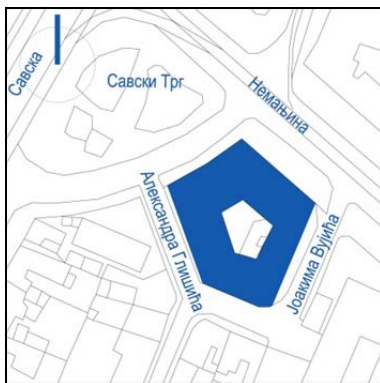 Савска
Савски Трг
Немањина
Александра Глишића
Јоакима Вујића